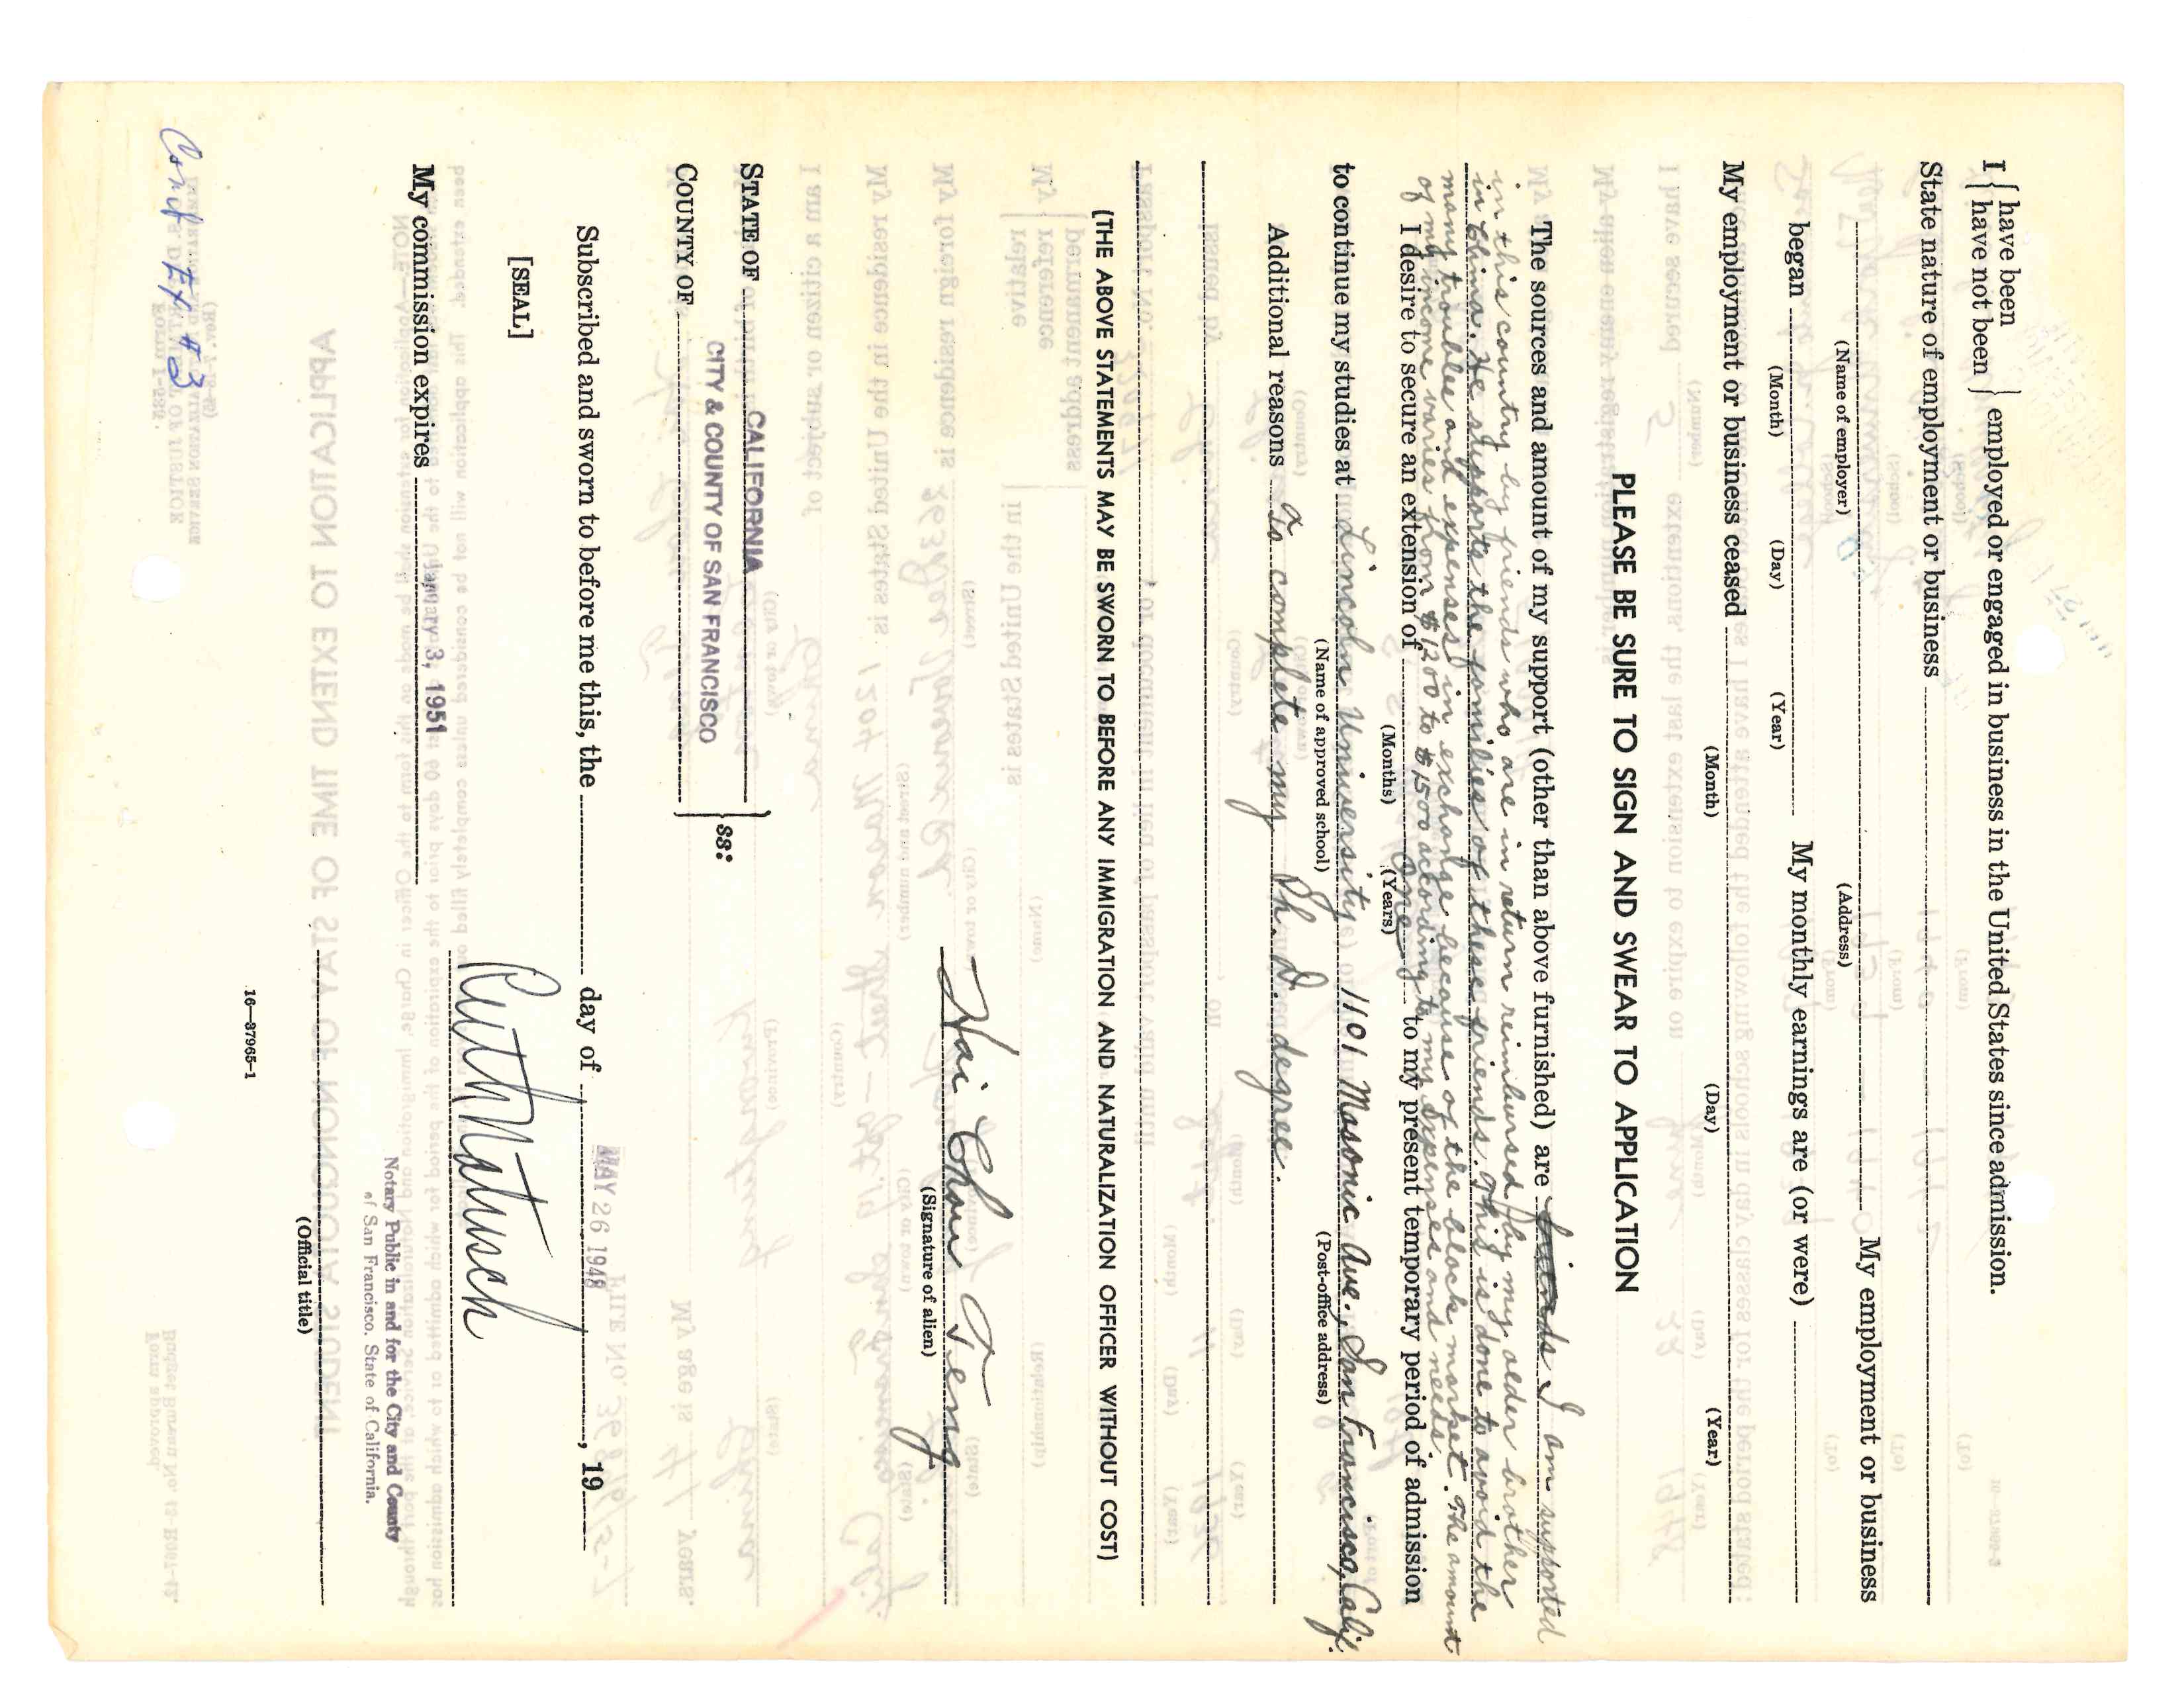 I { have been
have not been } employed or engaged in business in the United States since admission.
State nature of employment or business
My employment or business
(Name of employer) (Address)
began My monthly earnings are (or were)
(Month) (Day) (Year)
My employment or business ceased
(Month) (Day) (Year)
PLEASE BE SURE TO SIGN AND SWEAR TO APPLICATION
The sources and amount of my support (other than above furnished) are friends I am supported
in this country by friends who are in return reimbursed by my older brother
in China. He supports the families of these friends. This is done to avoid the
many trouble and expenses in exchange because of the black market. The amount
of my income varies from $1200 to $1500 according to my expenses and needs.
I desire to secure an extension of one to my present temporary period of admission
(Months) (Years)
to continue my studies at Lincoln University 1101 Masonic Ave., San Francisco, Calif.
(Name of approved school) (Post-office address)
Additional reasons To complete my Ph. D. degree.
(THE ABOVE STATEMENTS MAY BE SWORN TO BEFORE ANY IMMIGRATION AND NATURALIZATION OFFICER WITHOUT COST)
Hai Chou Teng
(Signature of alien)
STATE OF CALIFORNIA
CITY & COUNTY OF SAN FRANCISCO
ss:
COUNTY OF
Subscribed and sworn to before me this, the day of MAY 26 1948, 19
[SEAL]
Ruth Natusch
My commission expires January 3, 1951
Notary Public in and for the City and County
of San Francisco. State of California.
(Official title)
16—37965-1
Cont Ex #3